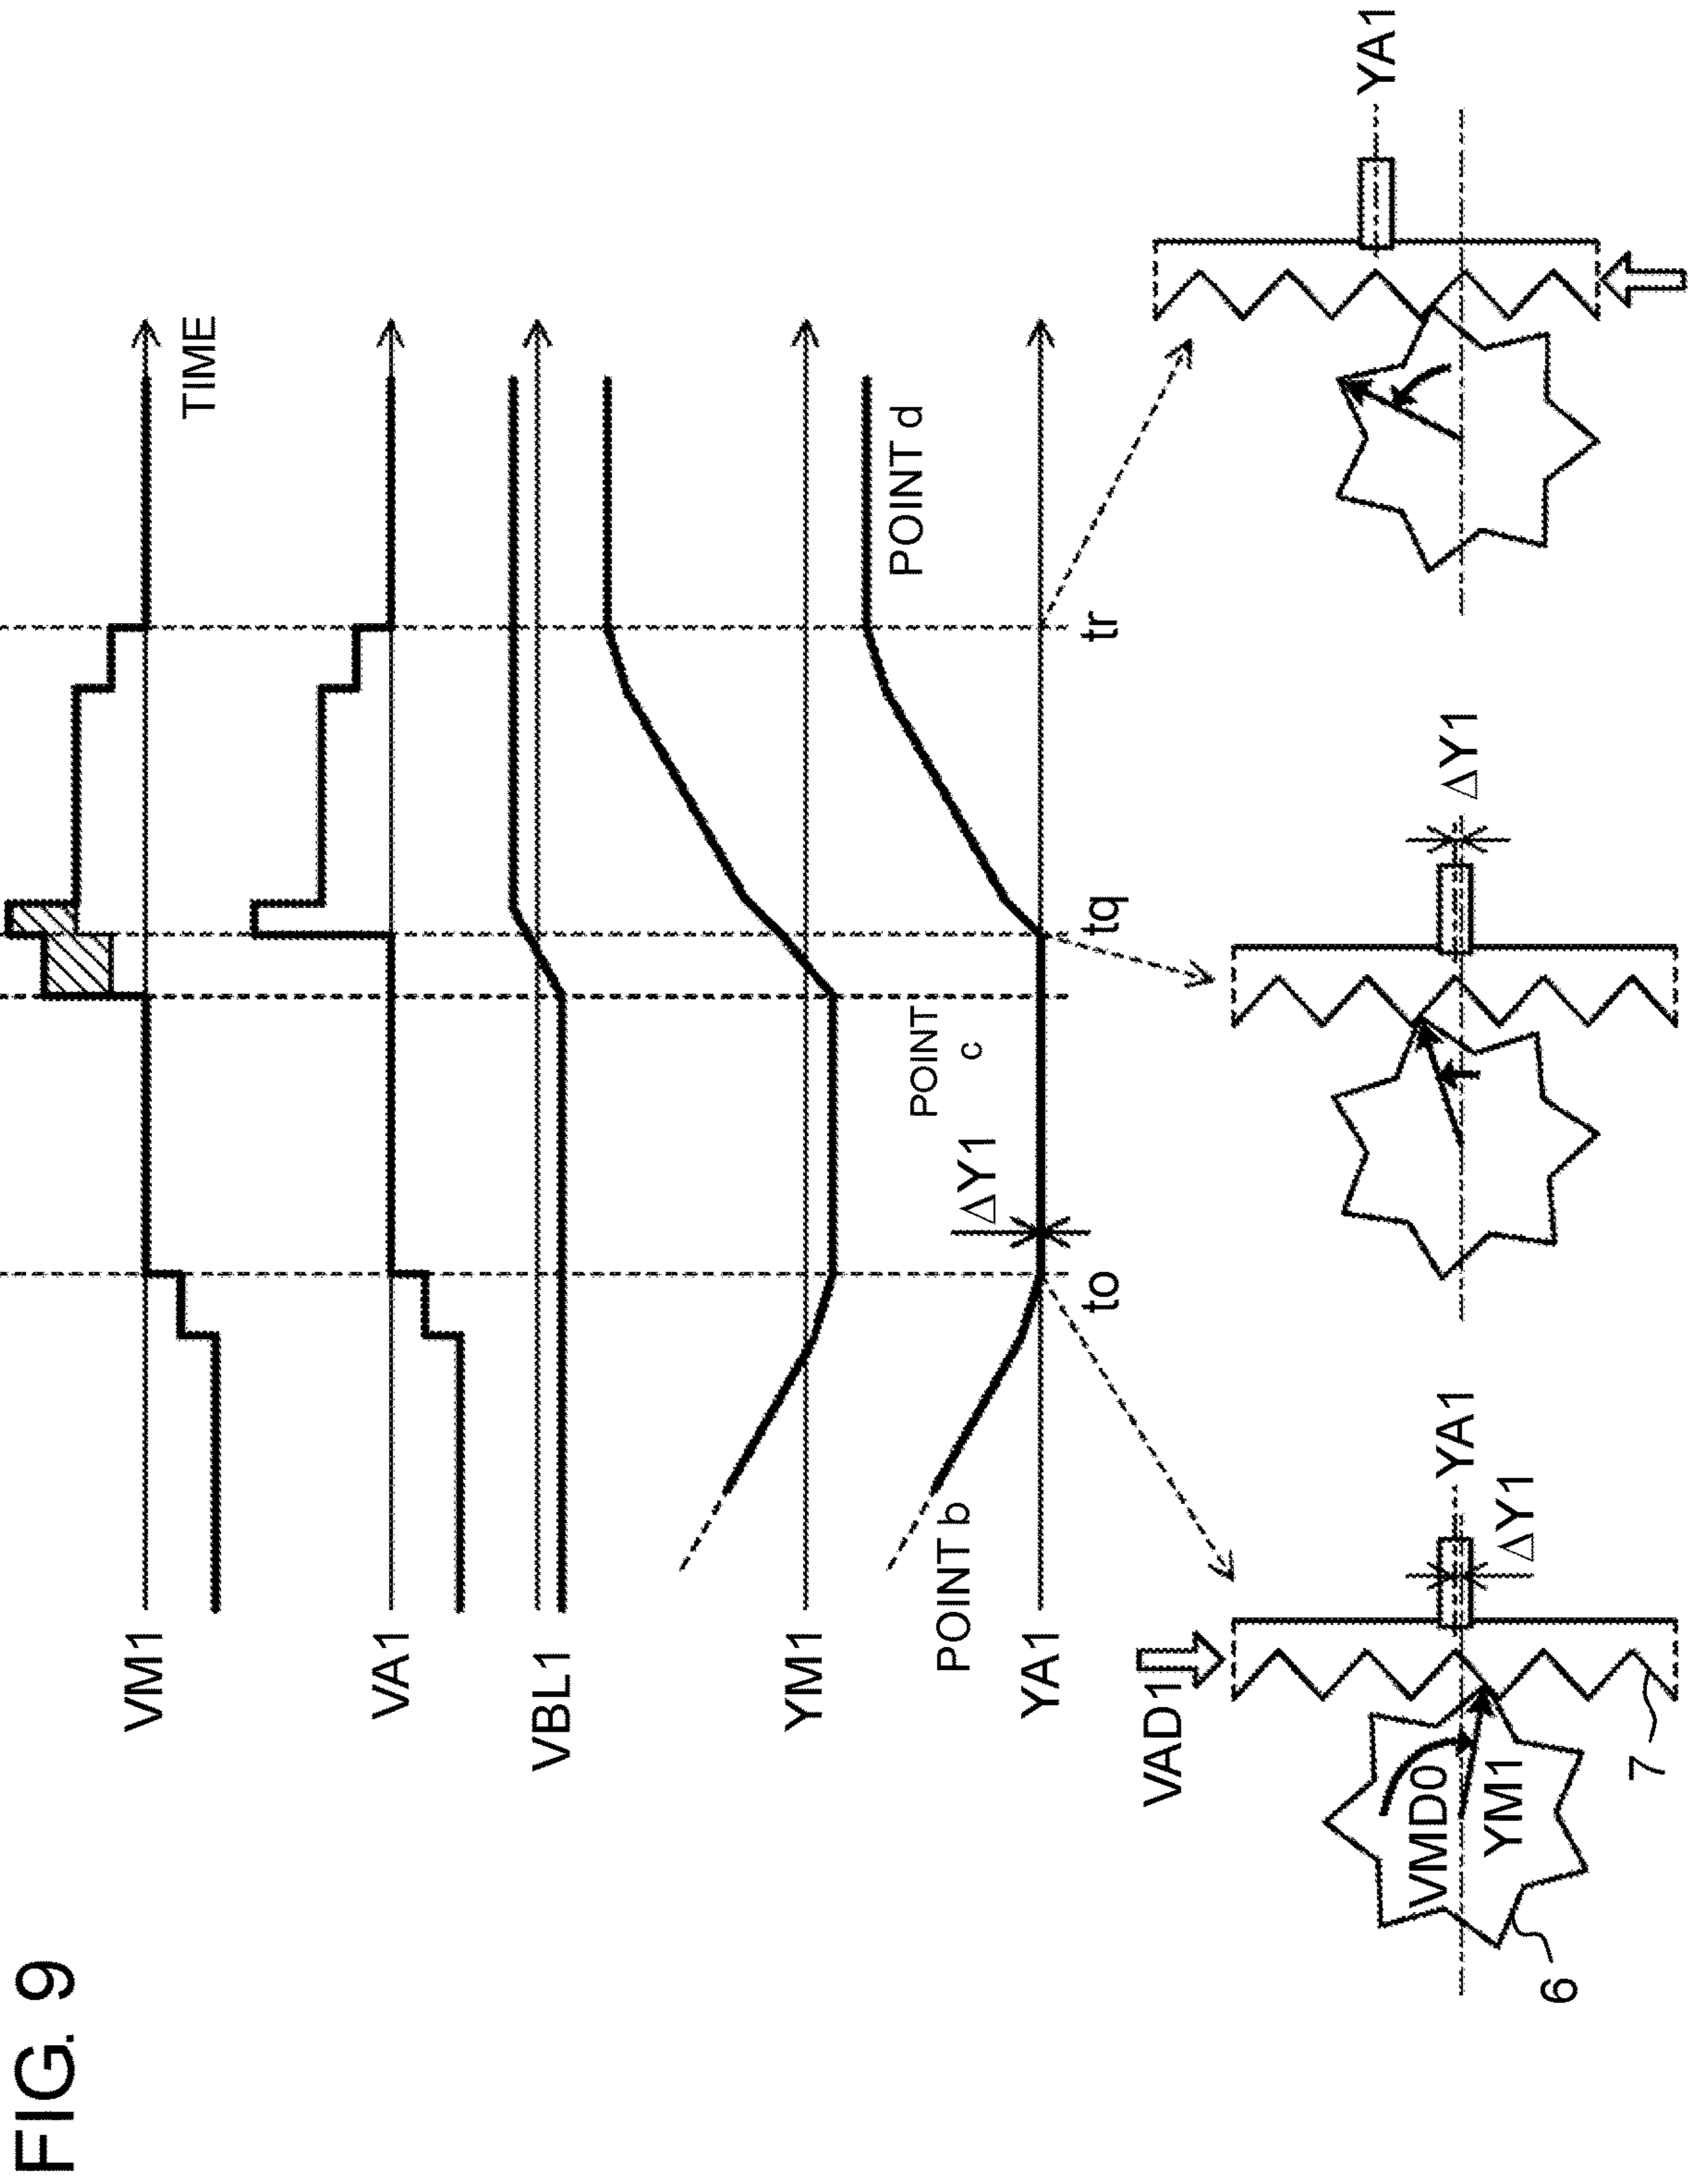 FIG. 9
VM1
TIME
VA1
VBL1
YM1
YA1
POINT b
ΔY1
POINT
c
POINT d
to
tq
tr
VAD1
VMD0
YM1
YA1
ΔY1
6
7
ΔY1
YA1